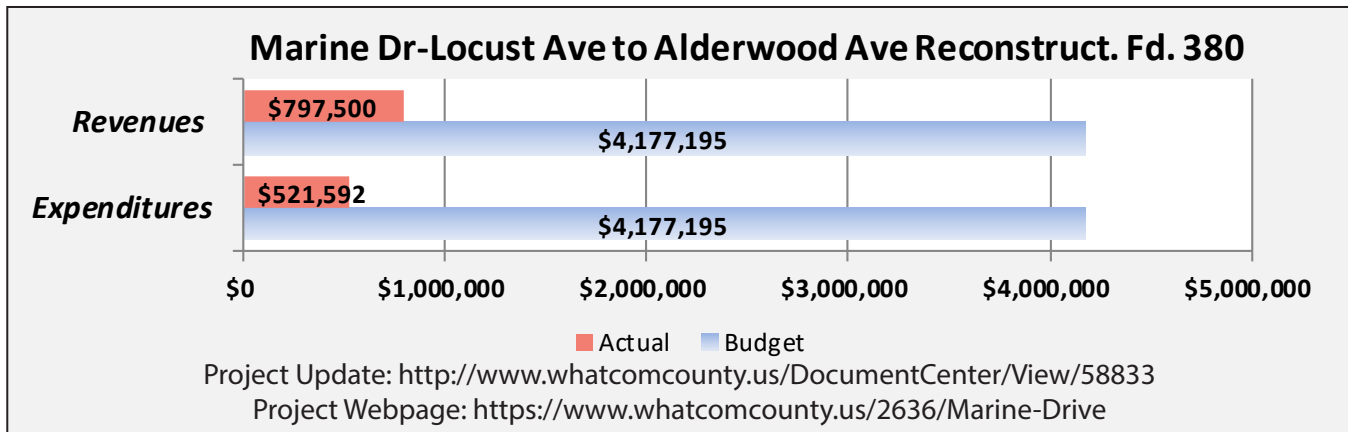 Marine Dr-Locust Ave to Alderwood Ave Reconstruct. Fd. 380
Revenues
$797,500
$4,177,195
Expenditures
$521,592
$4,177,195
$0 $1,000,000 $2,000,000 $3,000,000 $4,000,000 $5,000,000
Actual Budget
Project Update: http://www.whatcomcounty.us/DocumentCenter/View/58833
Project Webpage: https://www.whatcomcounty.us/2636/Marine-Drive